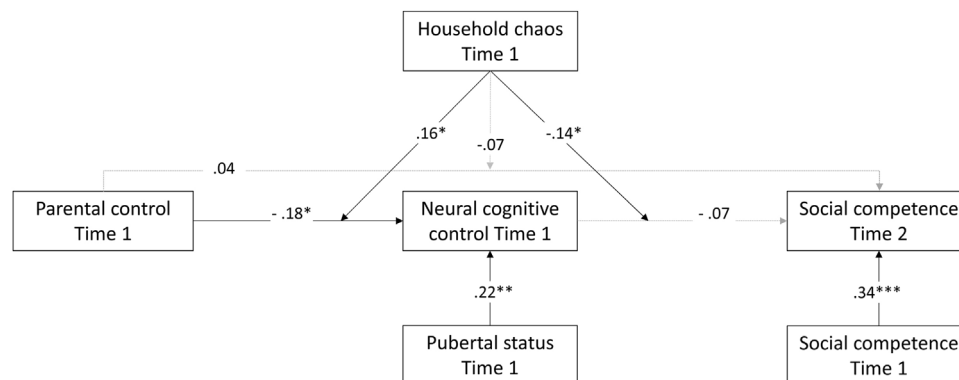 Household chaos
Time 1
.16*
-.07
-.14*
.04
Parental control
Time 1
- .18*
Neural cognitive
control Time 1
- .07
Social competence
Time 2
.22**
.34***
Pubertal status
Time 1
Social competence
Time 1